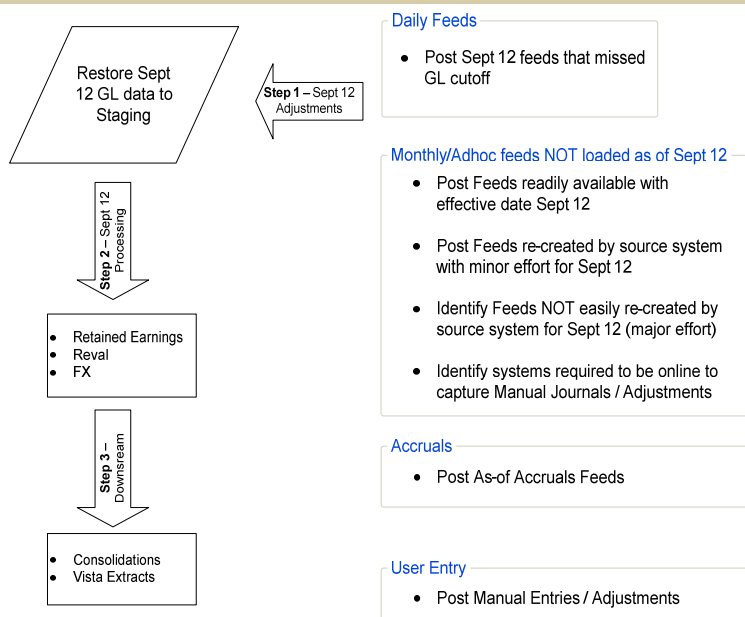 Restore Sept
12 GL data to
Staging
Step 1 – Sept 12
Adjustments
Step 2 – Sept 12
Processing
• Retained Earnings
• Reval
• FX
Step 3 –
Downsream
• Consolidations
• Vista Extracts
Daily Feeds
• Post Sept 12 feeds that missed
GL cutoff
Monthly/Adhoc feeds NOT loaded as of Sept 12
• Post Feeds readily available with
effective date Sept 12
• Post Feeds re-created by source system
with minor effort for Sept 12
• Identify Feeds NOT easily re-created by
source system for Sept 12 (major effort)
• Identify systems required to be online to
capture Manual Journals / Adjustments
Accruals
• Post As-of Accruals Feeds
User Entry
• Post Manual Entries / Adjustments